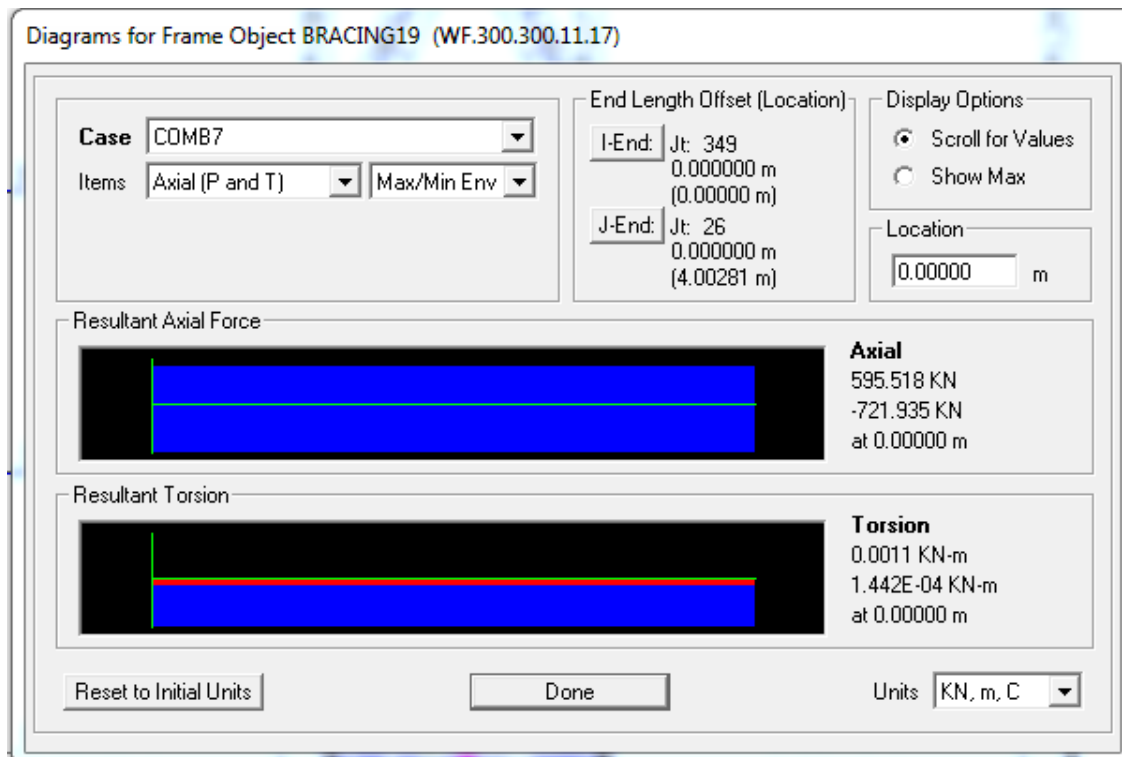 Diagrams for Frame Object BRACING19 (WF.300.300.11.17)
Case COMB7
Items Axial (P and T) Max/Min Env
End Length Offset (Location)
I-End: Jt: 349
0.000000 m
(0.00000 m)
J-End: Jt: 26
0.000000 m
(4.00281 m)
Display Options
Scroll for Values
Show Max
Location
0.00000 m
Resultant Axial Force
Axial
595.518 KN
-721.935 KN
at 0.00000 m
Resultant Torsion
Torsion
0.0011 KN-m
1.442E-04 KN-m
at 0.00000 m
Reset to Initial Units Done Units KN, m, C